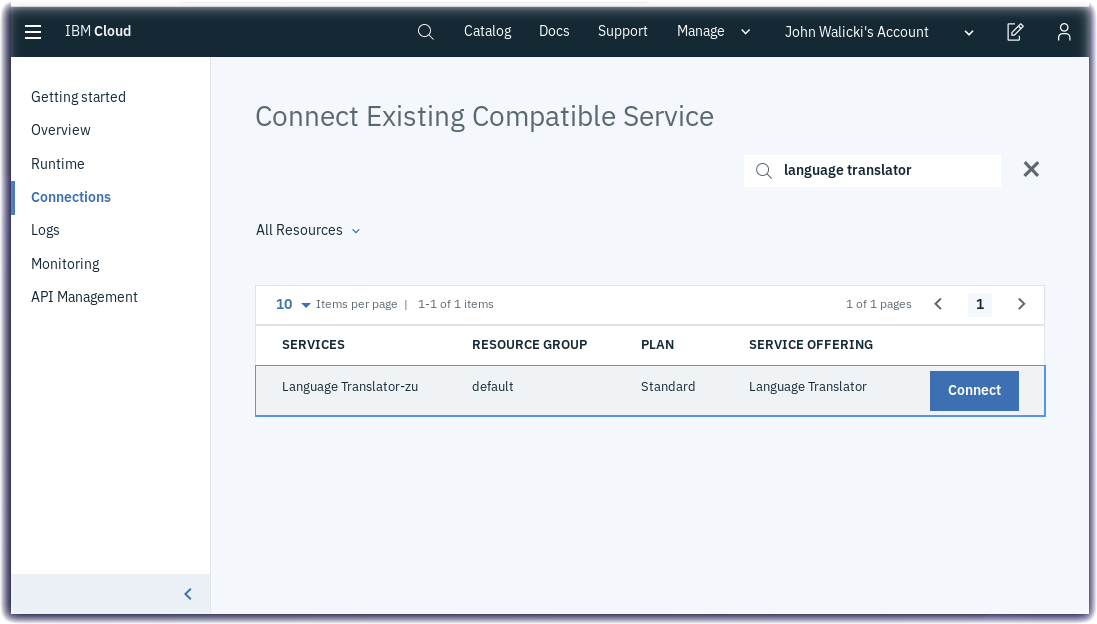 IBM Cloud Catalog Docs Support Manage John Walicki's Account
Getting started
Overview
Runtime
Connections
Logs
Monitoring
API Management
Connect Existing Compatible Service
language translator
All Resources
10 Items per page | 1-1 of 1 items 1 of 1 pages 1
SERVICES RESOURCE GROUP PLAN SERVICE OFFERING
Language Translator-zu default Standard Language Translator Connect